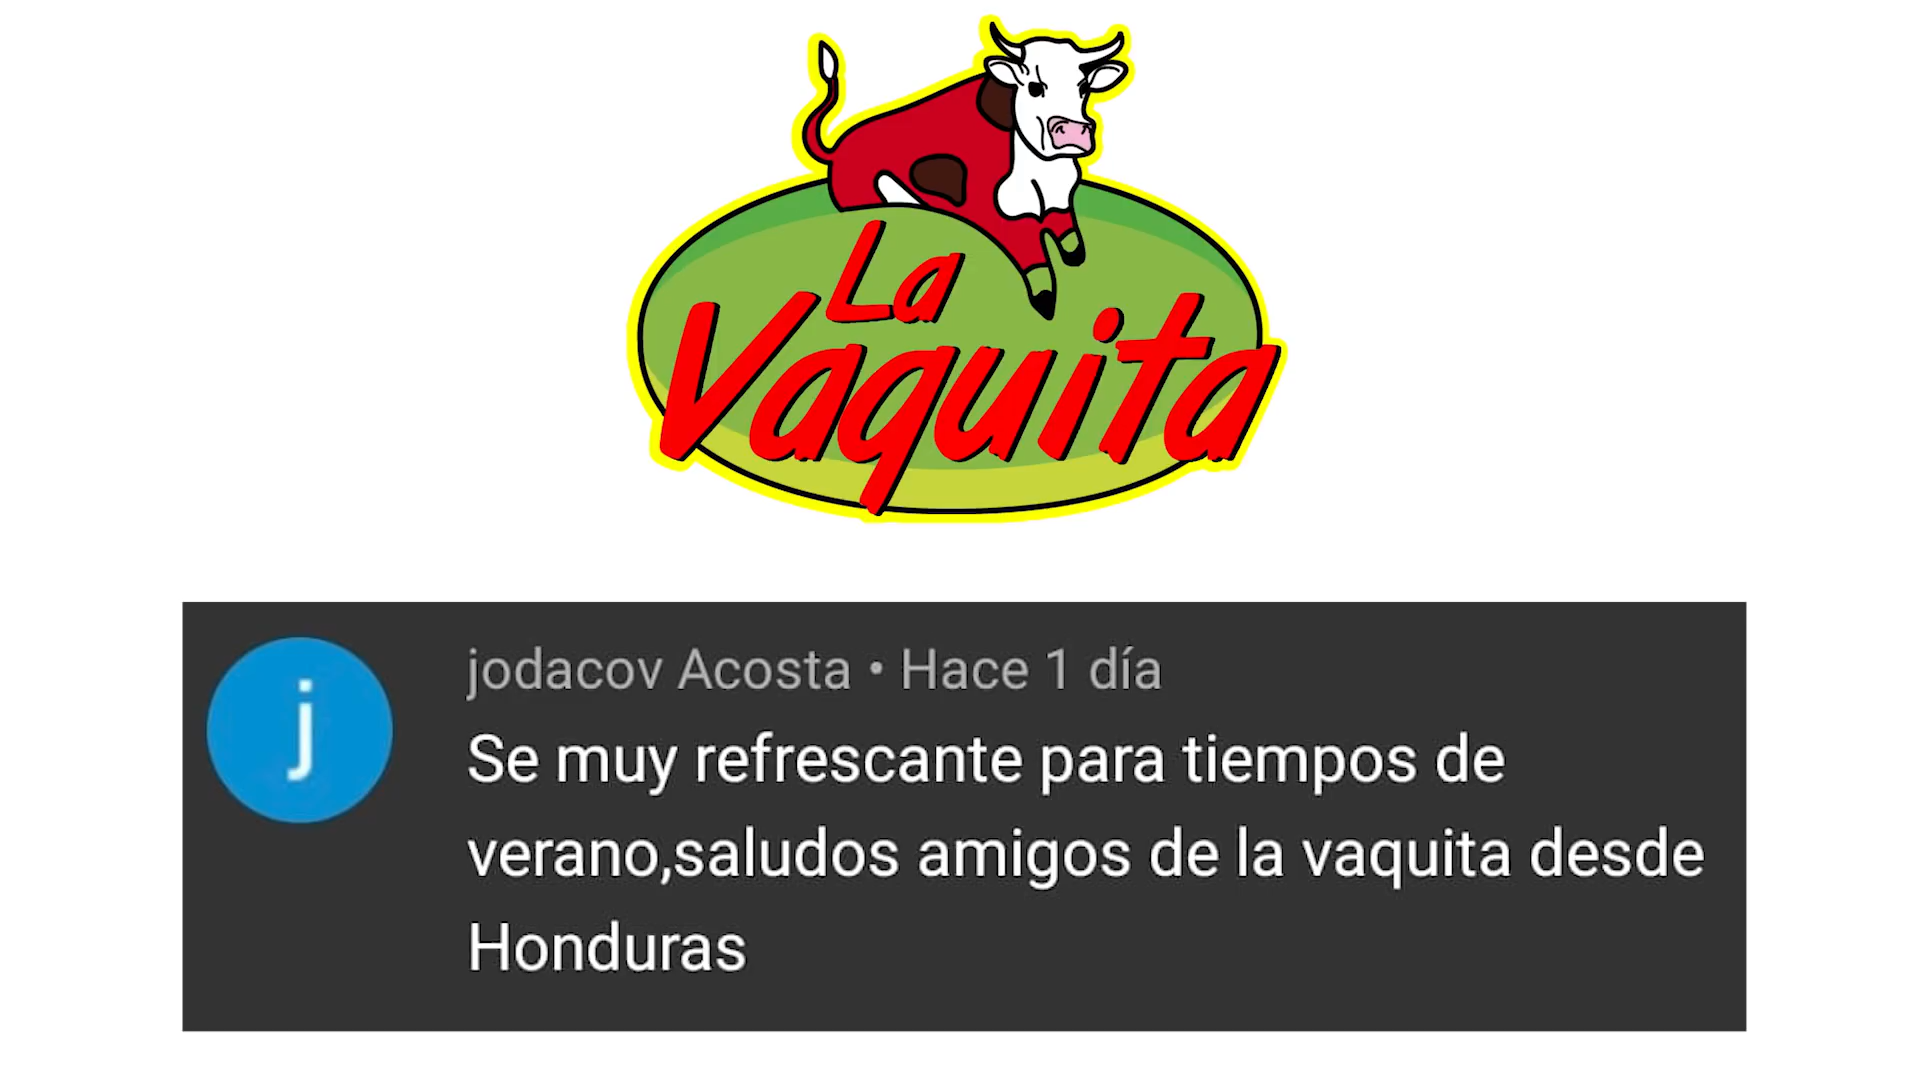 La
Vaquita
j
jodacov Acosta • Hace 1 día
Se muy refrescante para tiempos de
verano,saludos amigos de la vaquita desde
Honduras